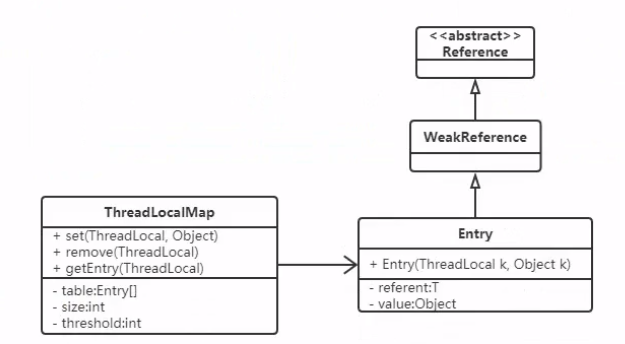 <<abstract>>
Reference
WeakReference
ThreadLocalMap
+ set(ThreadLocal, Object)
+ remove(ThreadLocal)
+ getEntry(ThreadLocal)
- table:Entry[]
- size:int
- threshold:int
Entry
+ Entry(ThreadLocal k, Object k)
- referent:T
- value:Object